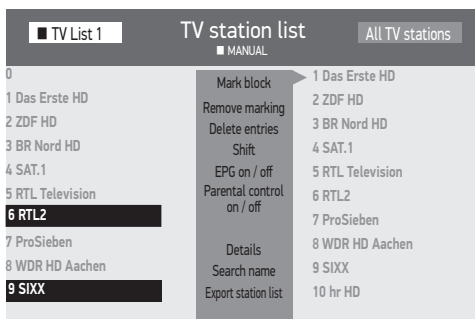 TV List 1
TV station list
MANUAL
All TV stations
0
1 Das Erste HD
2 ZDF HD
3 BR Nord HD
4 SAT.1
5 RTL Television
6 RTL2
7 ProSieben
8 WDR HD Aachen
9 SIXX
Mark block
Remove marking
Delete entries
Shift
EPG on / off
Parental control
on / off
Details
Search name
Export station list
1 Das Erste HD
2 ZDF HD
3 BR Nord HD
4 SAT.1
5 RTL Television
6 RTL2
7 ProSieben
8 WDR HD Aachen
9 SIXX
10 hr HD